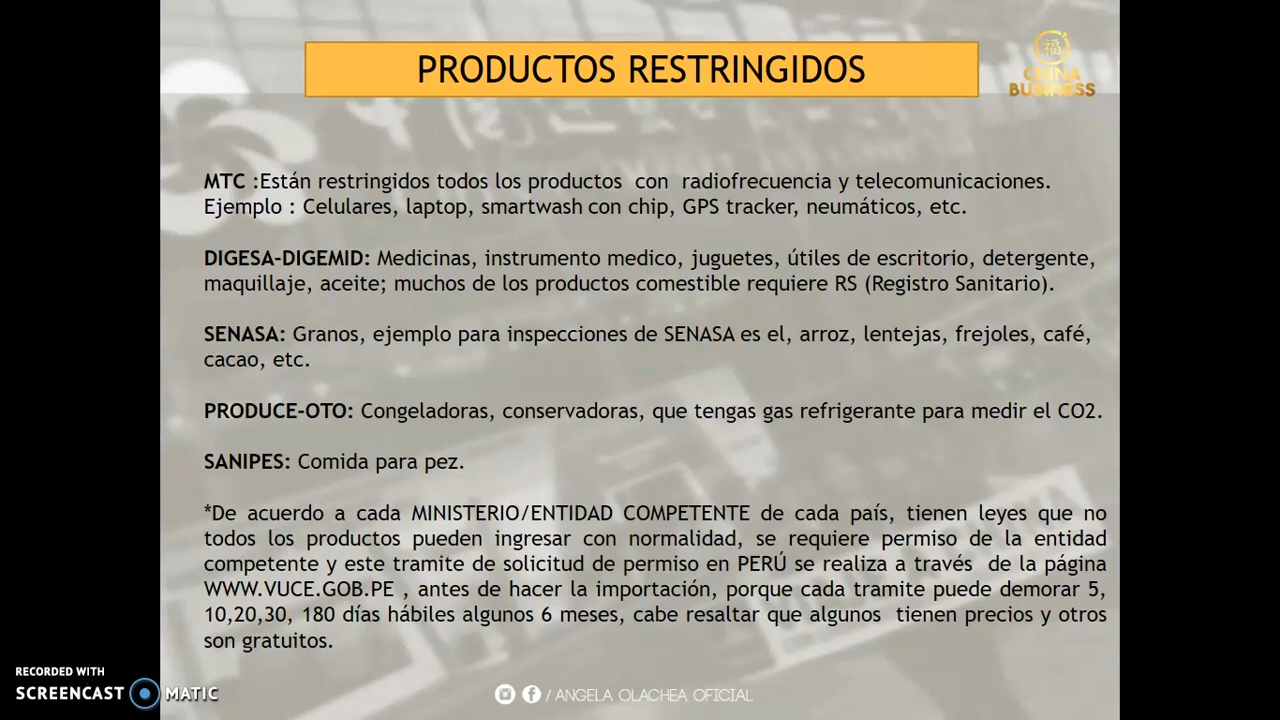 PRODUCTOS RESTRINGIDOS
福
CHINA
BUSINESS
MTC :Están restringidos todos los productos con radiofrecuencia y telecomunicaciones.
Ejemplo : Celulares, laptop, smartwash con chip, GPS tracker, neumáticos, etc.
DIGESA-DIGEMID: Medicinas, instrumento medico, juguetes, útiles de escritorio, detergente,
maquillaje, aceite; muchos de los productos comestible requiere RS (Registro Sanitario).
SENASA: Granos, ejemplo para inspecciones de SENASA es el, arroz, lentejas, frejoles, café,
cacao, etc.
PRODUCE-OTO: Congeladoras, conservadoras, que tengas gas refrigerante para medir el CO2.
SANIPES: Comida para pez.
*De acuerdo a cada MINISTERIO/ENTIDAD COMPETENTE de cada país, tienen leyes que no
todos los productos pueden ingresar con normalidad, se requiere permiso de la entidad
competente y este tramite de solicitud de permiso en PERÚ se realiza a través de la página
WWW.VUCE.GOB.PE , antes de hacer la importación, porque cada tramite puede demorar 5,
10,20,30, 180 días hábiles algunos 6 meses, cabe resaltar que algunos tienen precios y otros
son gratuitos.
RECORDED WITH
SCREENCAST MATIC
/ ANGELA OLACHEA OFICIAL